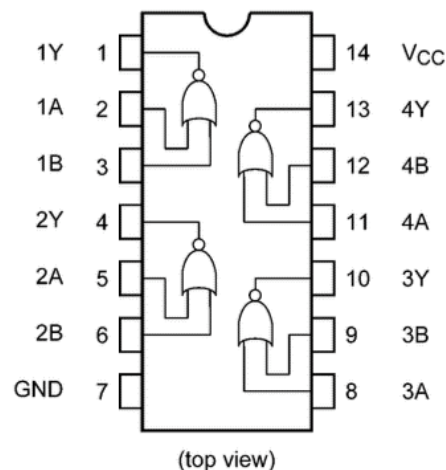 1Y 1 14 VCC
1A 2 13 4Y
1B 3 12 4B
2Y 4 11 4A
2A 5 10 3Y
2B 6 9 3B
GND 7 8 3A
(top view)